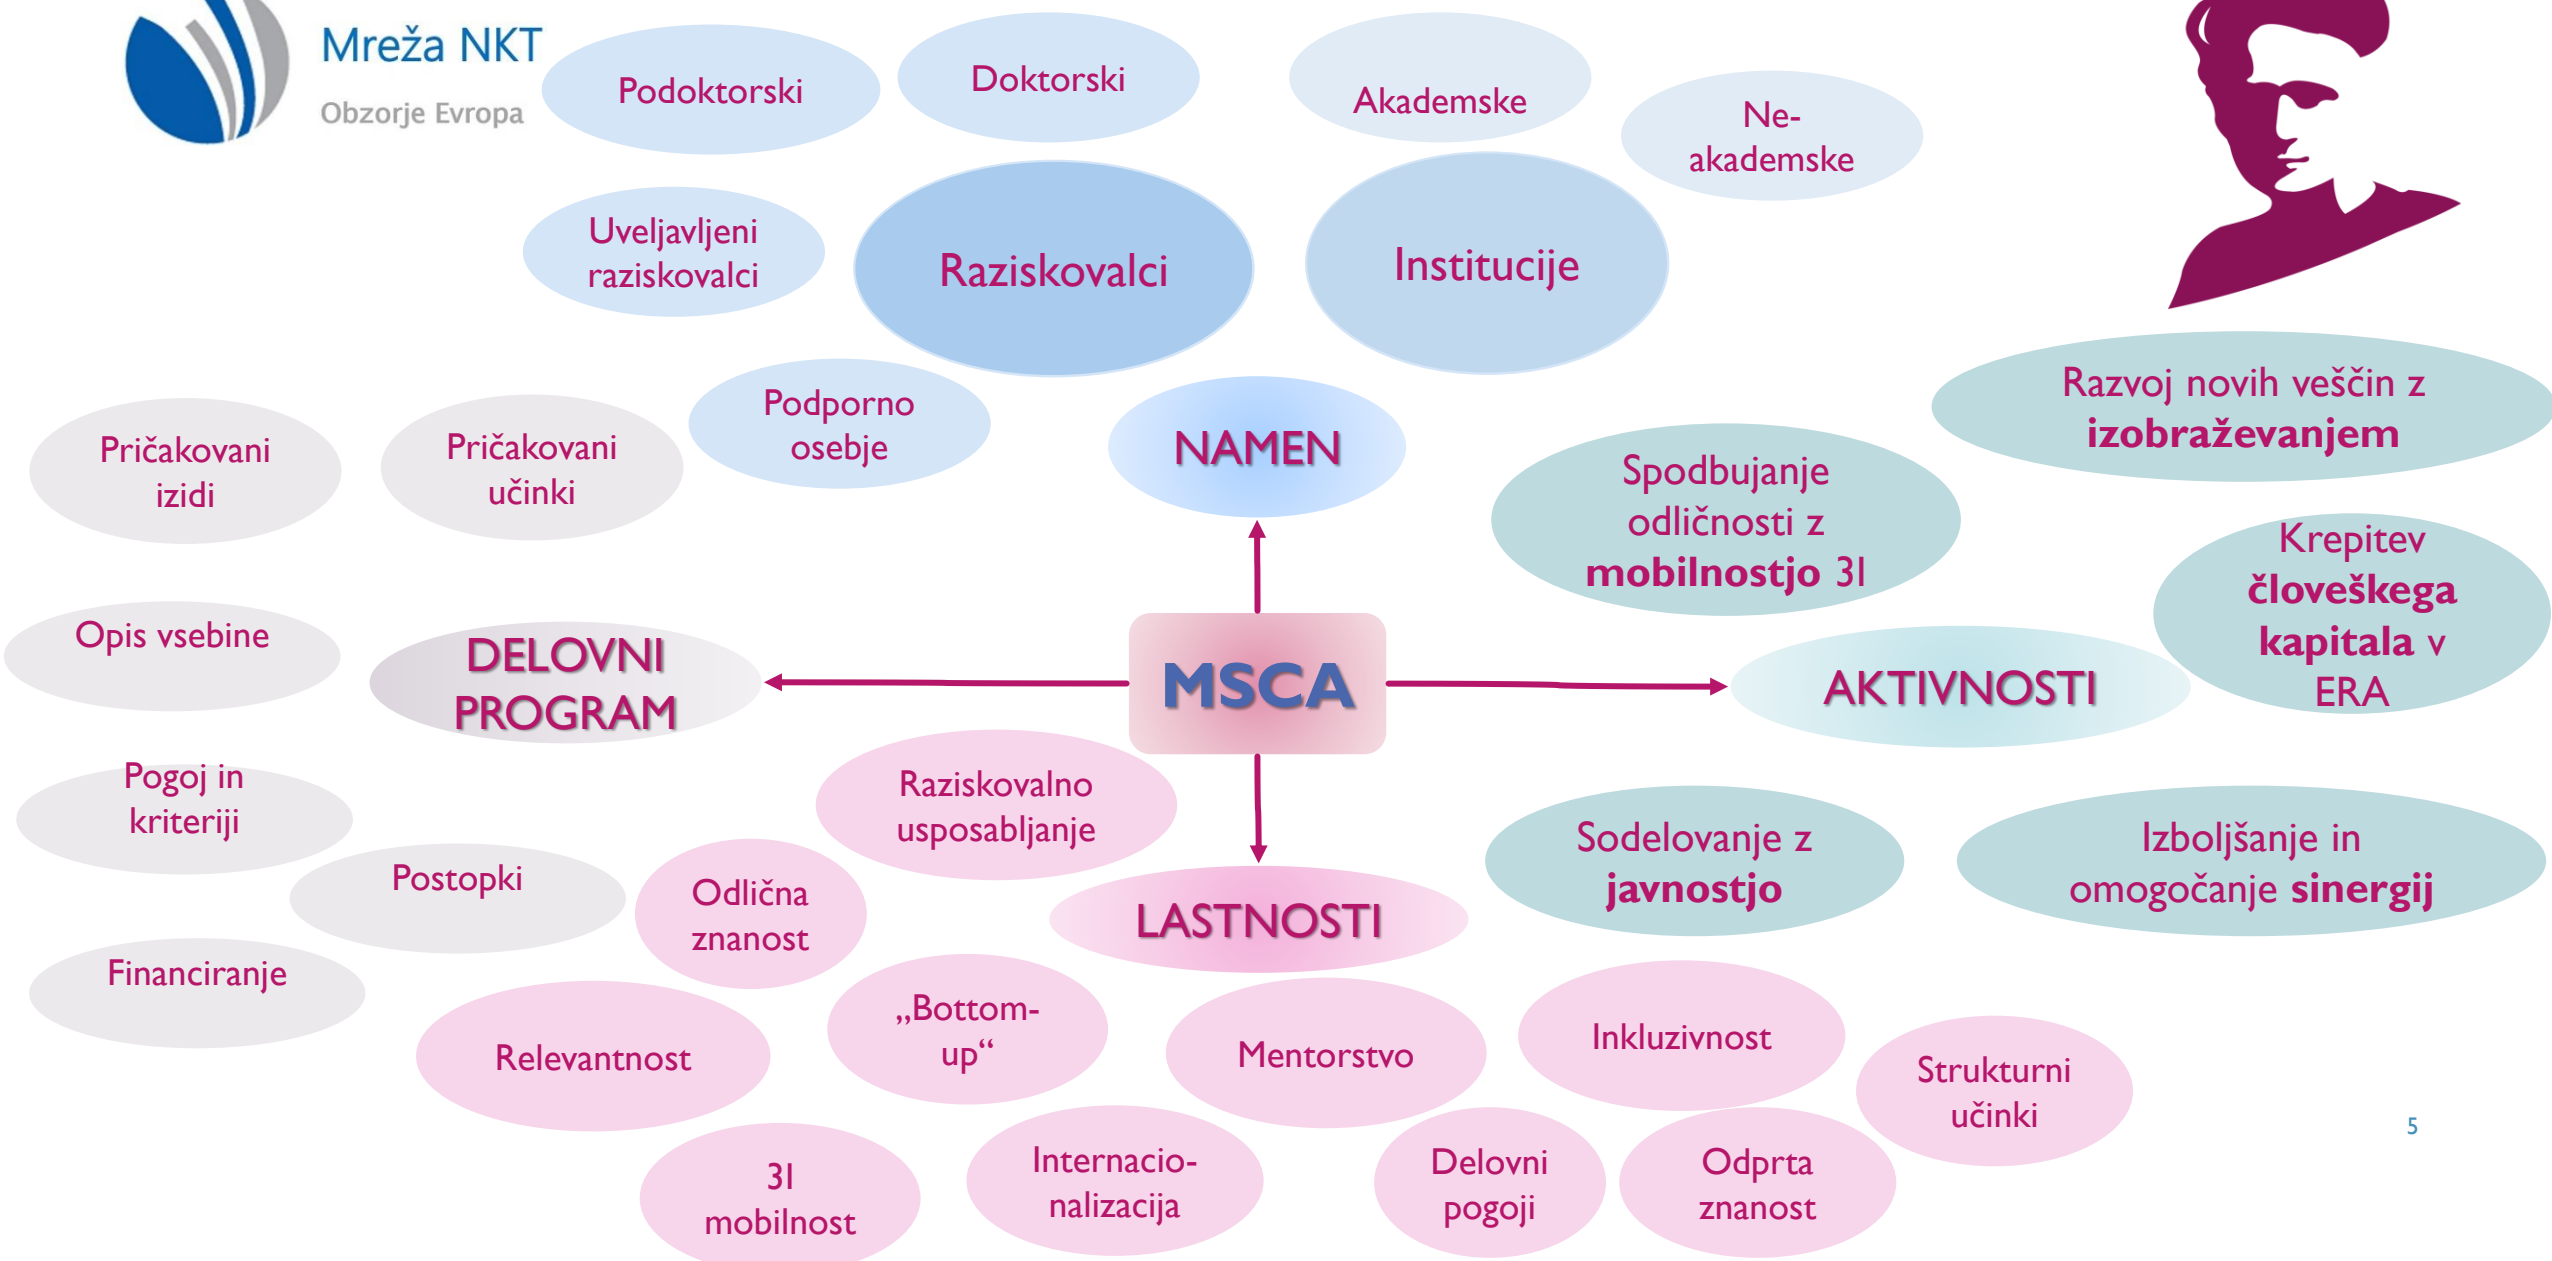 Mreža NKT
Obzorje Evropa
Podoktorski
Doktorski
Akademske
Ne-
akademske
Uveljavljeni
raziskovalci
Raziskovalci
Institucije
Podporno
osebje
NAMEN
Pričakovani
izidi
Pričakovani
učinki
Opis vsebine
DELOVNI
PROGRAM
Pogoj in
kriteriji
Postopki
Financiranje
MSCA
Razvoj novih veščin z
izobraževanjem
Spodbujanje
odličnosti z
mobilnostjo 3I
Krepitev
človeškega
kapitala v
ERA
AKTIVNOSTI
Sodelovanje z
javnostjo
Izboljšanje in
omogočanje sinergij
Raziskovalno
usposabljanje
Odlična
znanost
LASTNOSTI
Relevantnost
„Bottom-
up“
Mentorstvo
Inkluzivnost
Strukturni
učinki
3I
mobilnost
Internacio-
nalizacija
Delovni
pogoji
Odprta
znanost
5